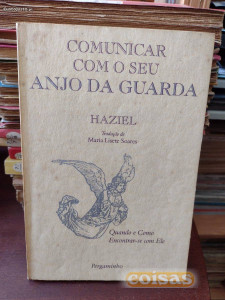 COMUNICAR
COM O SEU
ANJO DA GUARDA
HAZIEL
Tradução de
Maria Lisete Soares
Quando e Como
Encontrar-se com Ele
Pergaminho
coisas